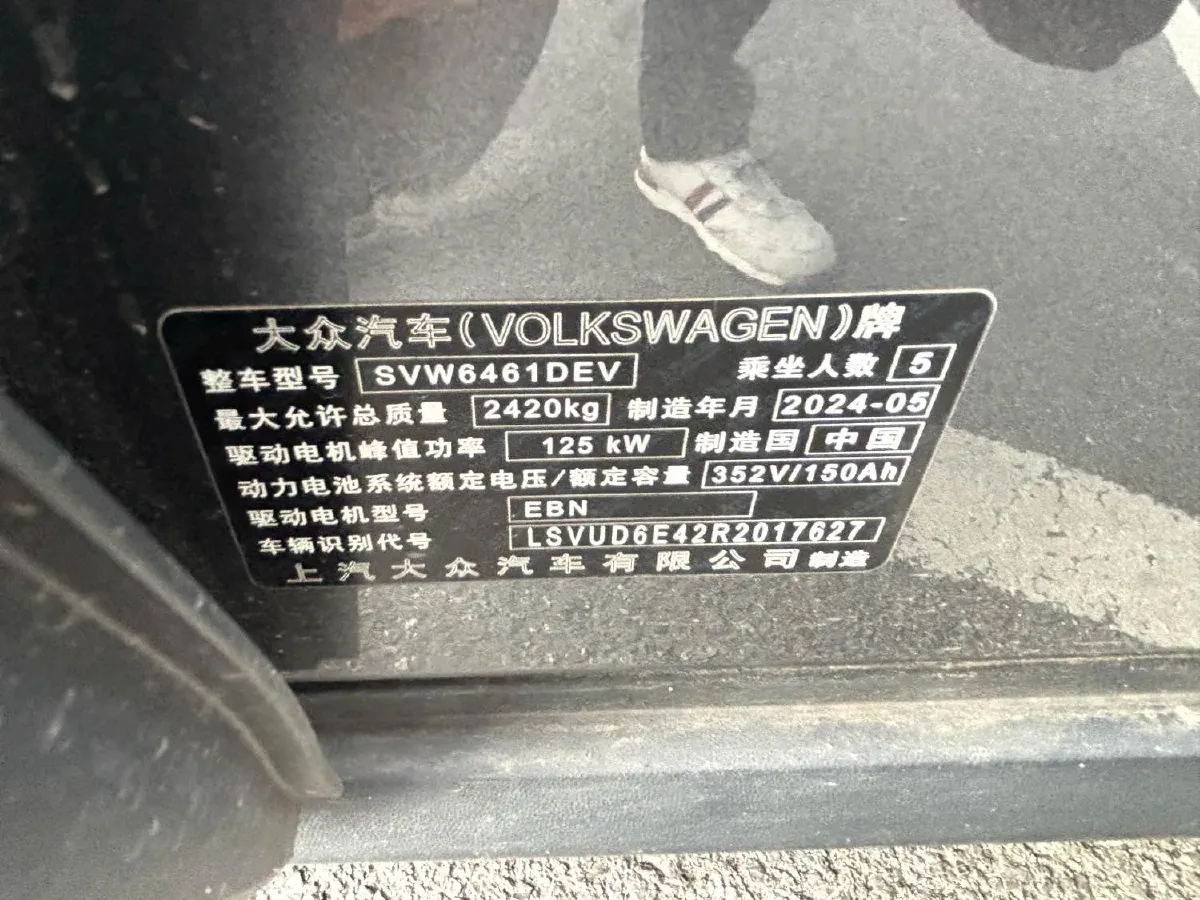 大众汽车(VOLKSWAGEN)牌
整车型号 SVW6461DEV 乘坐人数 5
最大允许总质量 2420kg 制造年月 2024-05
驱动电机峰值功率 125 kW 制造国 中国
动力电池系统额定电压/额定容量 352V/150Ah
驱动电机型号 EBN
车辆识别代号 LSVUD6E42R2017627
上汽大众汽车有限公司制造